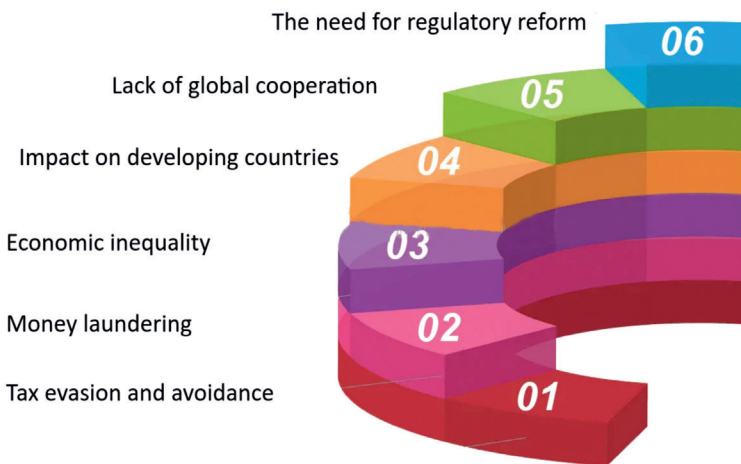 The need for regulatory reform
06
Lack of global cooperation
05
Impact on developing countries
04
Economic inequality
03
Money laundering
02
Tax evasion and avoidance
01